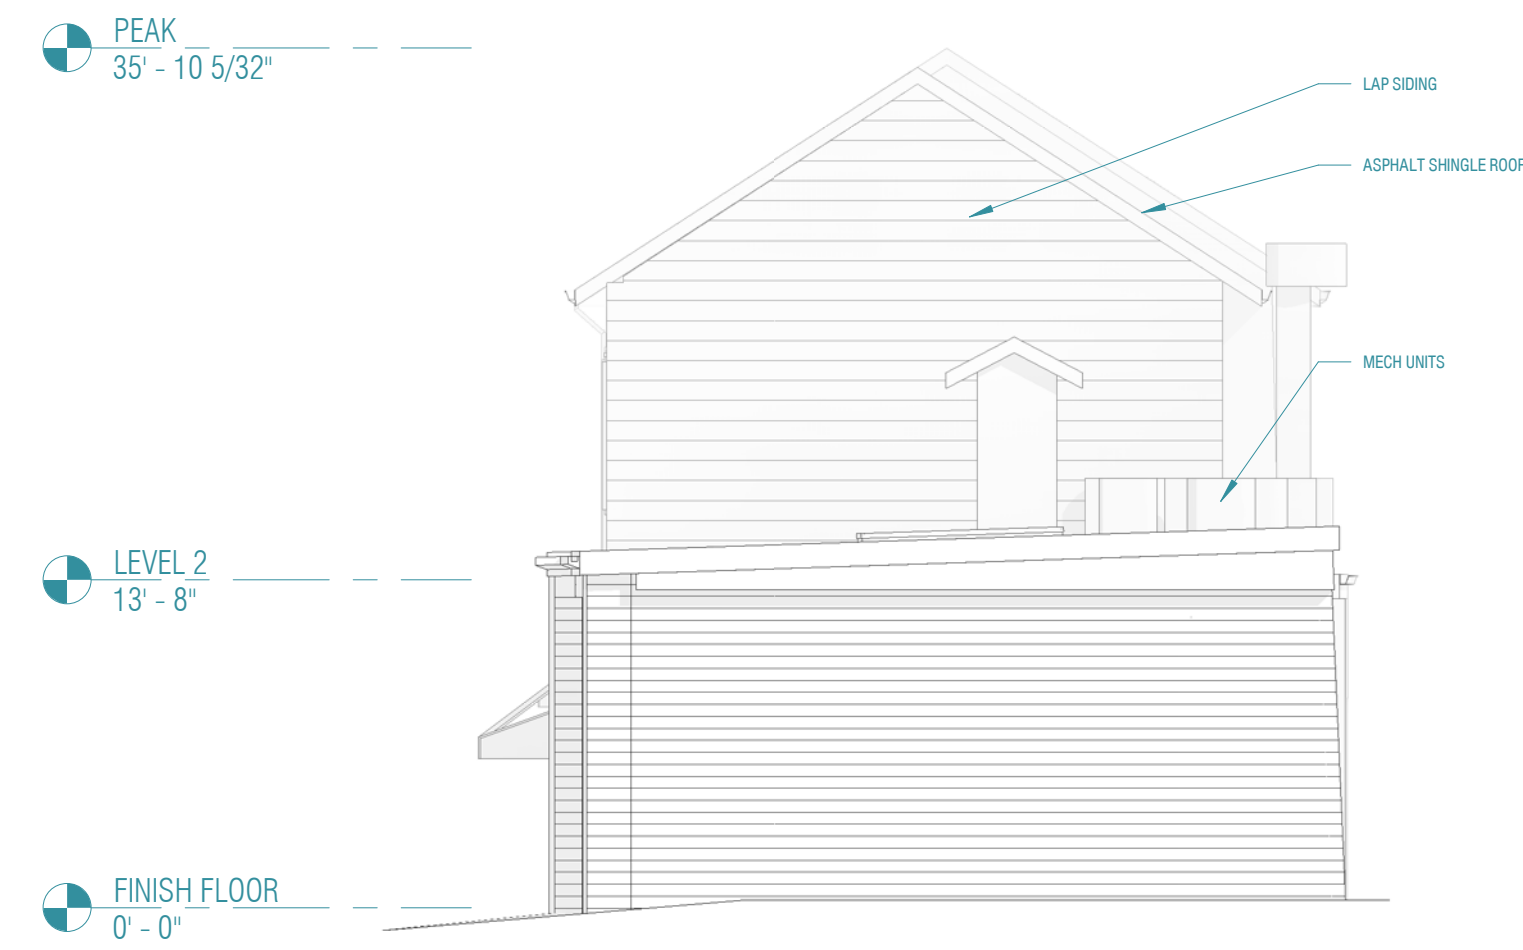 PEAK
35' - 10 5/32"
LAP SIDING
ASPHALT SHINGLE ROOF
MECH UNITS
LEVEL 2
13' - 8"
FINISH FLOOR
0' - 0"